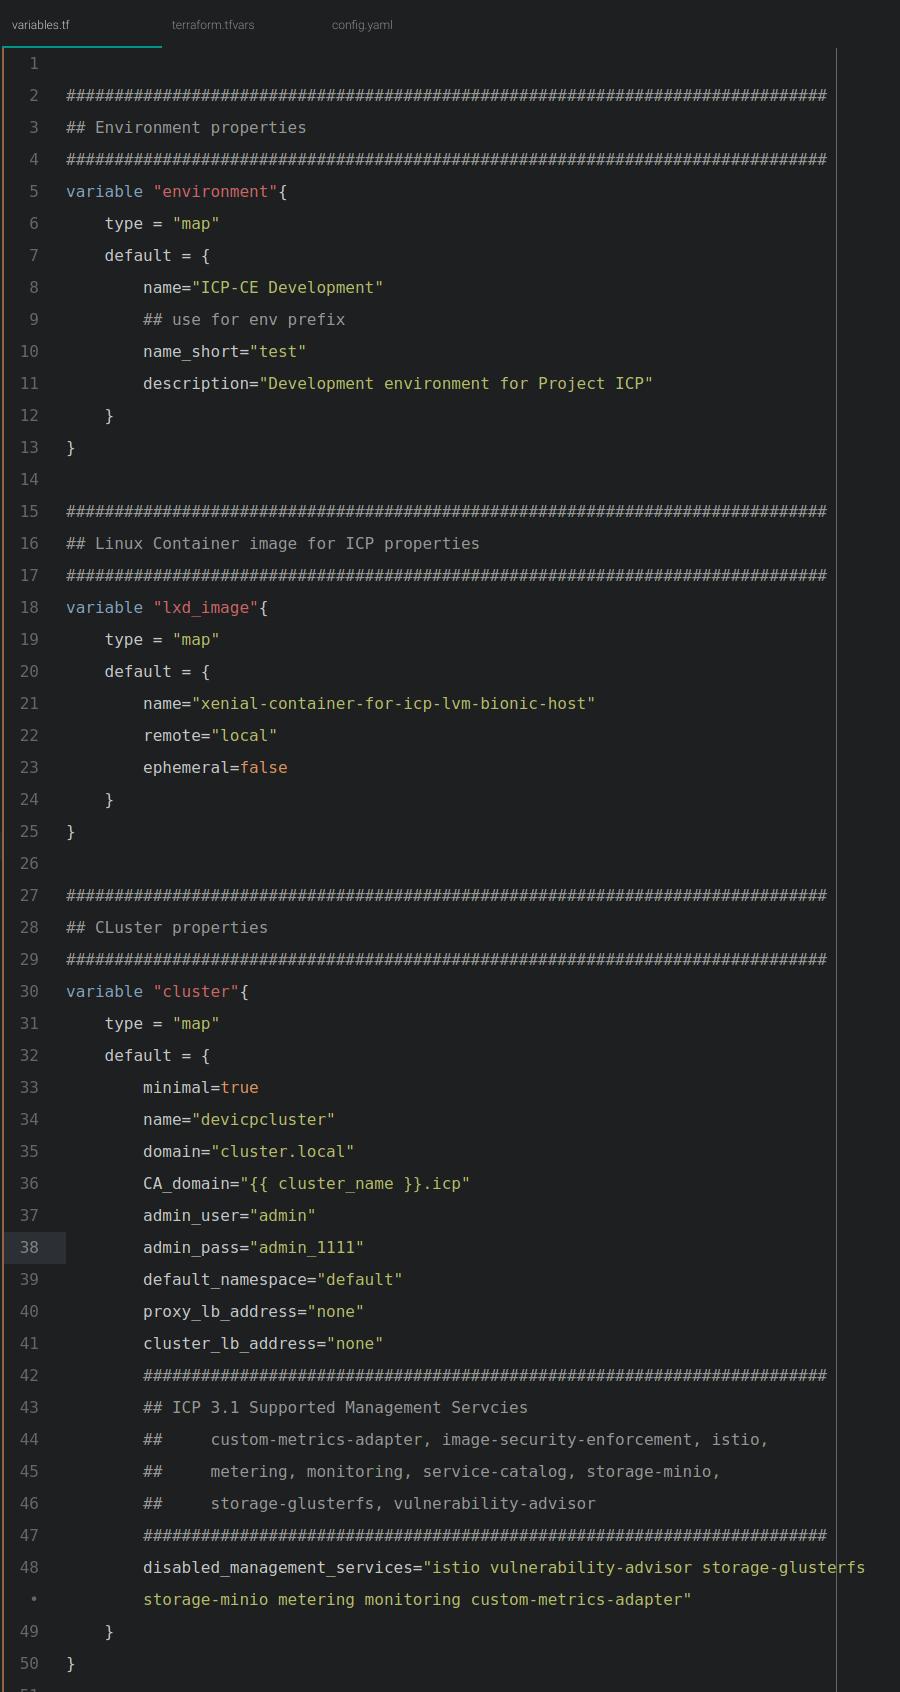 variables.tf terraform.tfvars config.yaml
1
2 ###############################################################################
3 ## Environment properties
4 ###############################################################################
5 variable "environment"{
6     type = "map"
7     default = {
8         name="ICP-CE Development"
9         ## use for env prefix
10         name_short="test"
11         description="Development environment for Project ICP"
12     }
13 }
14
15 ###############################################################################
16 ## Linux Container image for ICP properties
17 ###############################################################################
18 variable "lxd_image"{
19     type = "map"
20     default = {
21         name="xenial-container-for-icp-lvm-bionic-host"
22         remote="local"
23         ephemeral=false
24     }
25 }
26
27 ###############################################################################
28 ## CLuster properties
29 ###############################################################################
30 variable "cluster"{
31     type = "map"
32     default = {
33         minimal=true
34         name="devicpcluster"
35         domain="cluster.local"
36         CA_domain="{{ cluster_name }}.icp"
37         admin_user="admin"
38         admin_pass="admin_1111"
39         default_namespace="default"
40         proxy_lb_address="none"
41         cluster_lb_address="none"
42         #######################################################################
43         ## ICP 3.1 Supported Management Servcies
44         ##     custom-metrics-adapter, image-security-enforcement, istio,
45         ##     metering, monitoring, service-catalog, storage-minio,
46         ##     storage-glusterfs, vulnerability-advisor
47         #######################################################################
48         disabled_management_services="istio vulnerability-advisor storage-glusterfs
•         storage-minio metering monitoring custom-metrics-adapter"
49     }
50 }